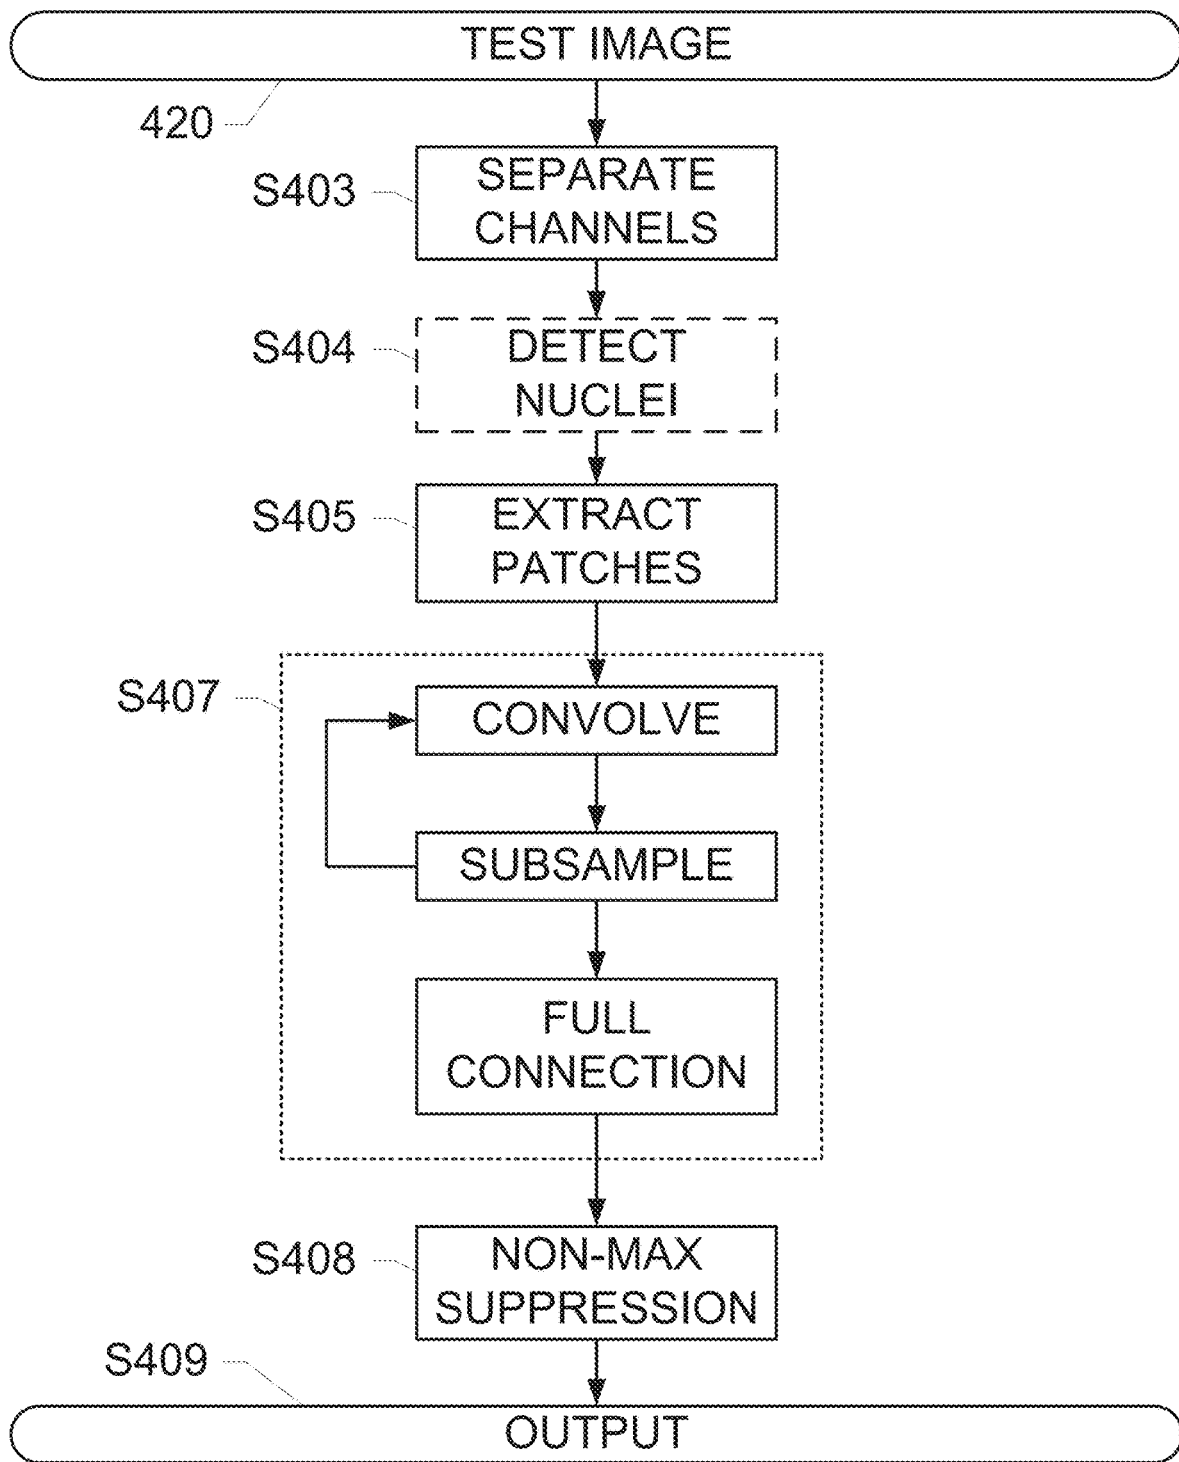 TEST IMAGE
420
S403
SEPARATE
CHANNELS
S404
DETECT
NUCLEI
S405
EXTRACT
PATCHES
S407
CONVOLVE
SUBSAMPLE
FULL
CONNECTION
S408
NON-MAX
SUPPRESSION
S409
OUTPUT